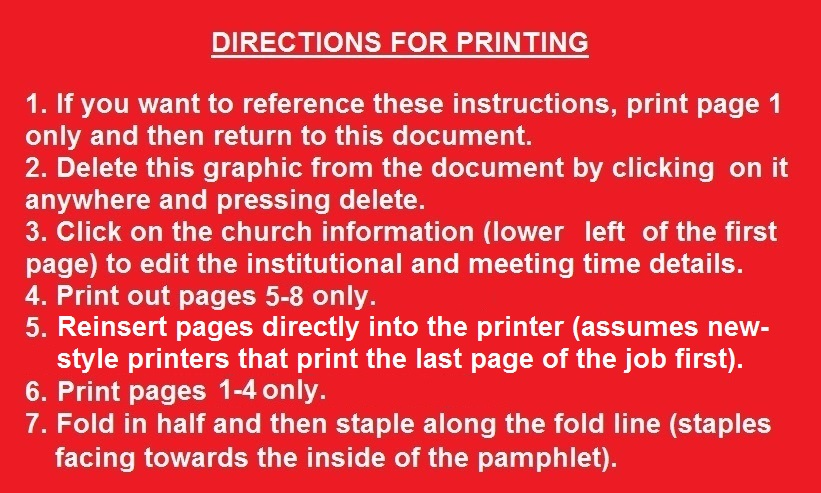 DIRECTIONS FOR PRINTING
1. If you want to reference these instructions, print page 1
only and then return to this document.
2. Delete this graphic from the document by clicking on it
anywhere and pressing delete.
3. Click on the church information (lower left of the first
page) to edit the institutional and meeting time details.
4. Print out pages 5-8 only.
5. Reinsert pages directly into the printer (assumes new-
style printers that print the last page of the job first).
6. Print pages 1-4 only.
7. Fold in half and then staple along the fold line (staples
facing towards the inside of the pamphlet).